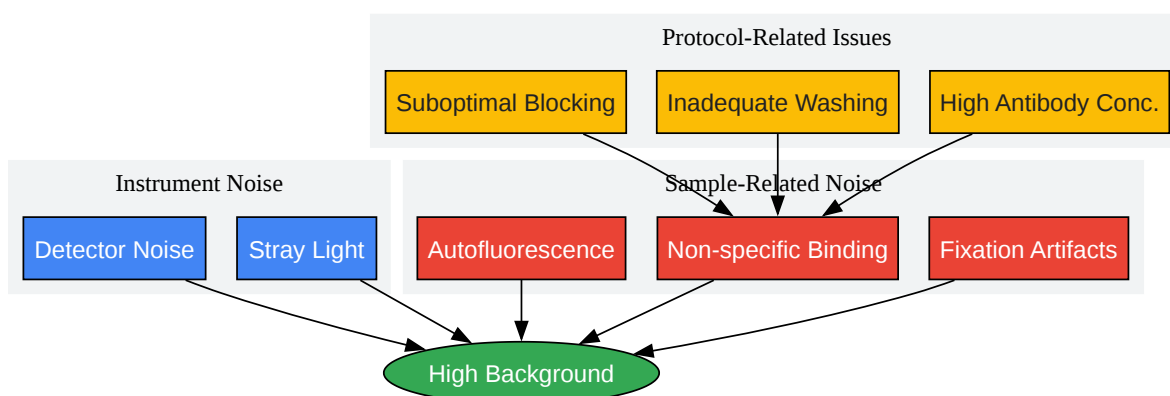 Protocol-Related Issues
Suboptimal Blocking
Inadequate Washing
High Antibody Conc.
Instrument Noise
Sample-Related Noise
Detector Noise
Stray Light
Autofluorescence
Non-specific Binding
Fixation Artifacts
High Background